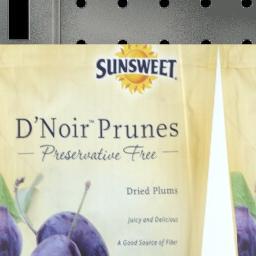 SUNSWEET®
D'Noir™ Prunes
Preservative Free
Dried Plums
Juicy and Delicious
A Good Source of Fiber